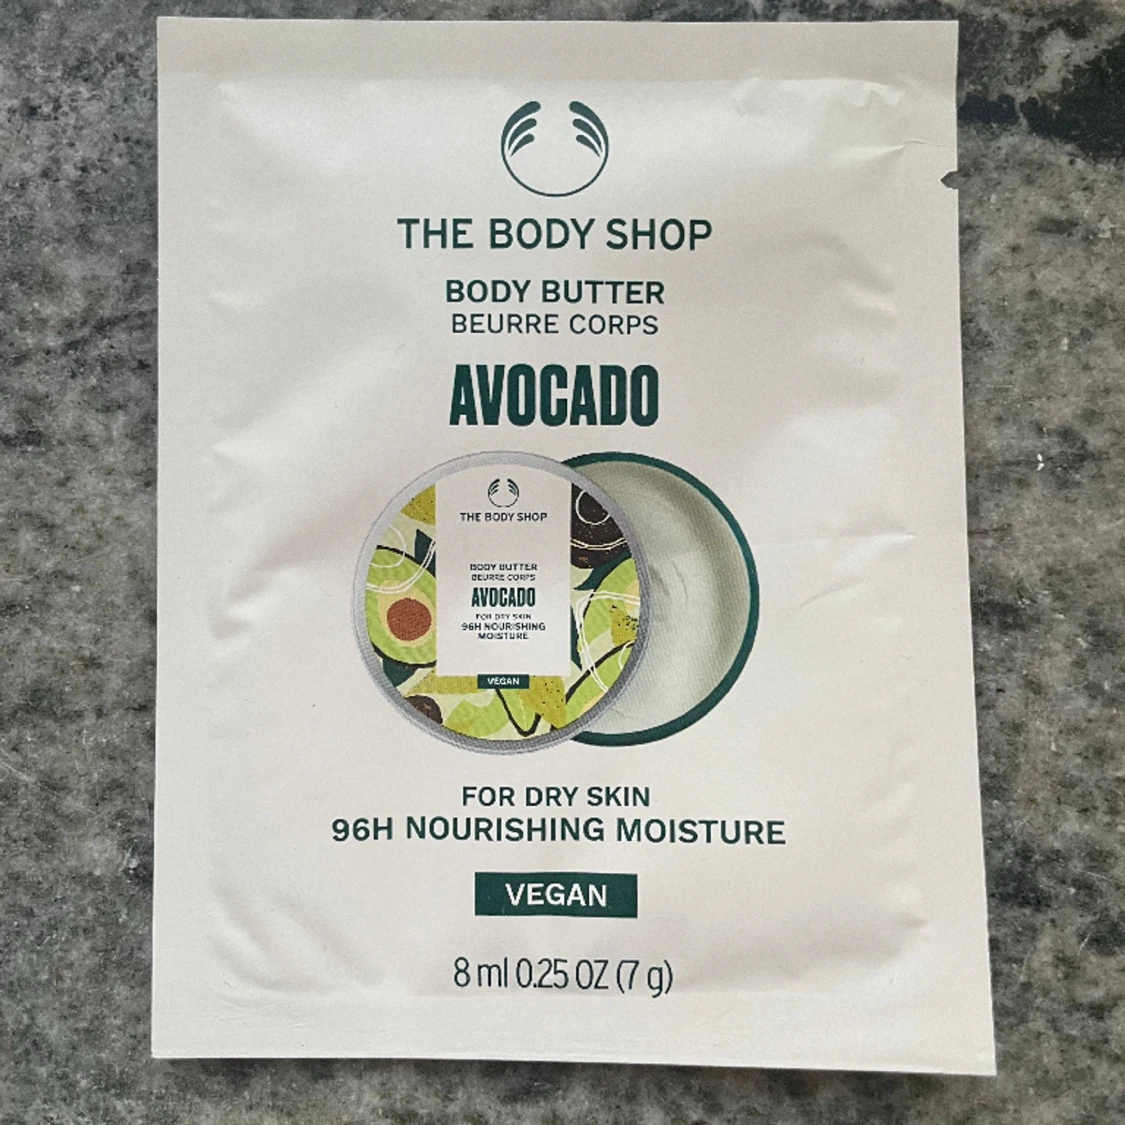 THE BODY SHOP
BODY BUTTER
BEURRE CORPS
AVOCADO
THE BODY SHOP
BODY BUTTER
BEURRE CORPS
AVOCADO
FOR DRY SKIN
96H NOURISHING
MOISTURE
VEGAN
FOR DRY SKIN
96H NOURISHING MOISTURE
VEGAN
8 ml 0.25 OZ (7 g)